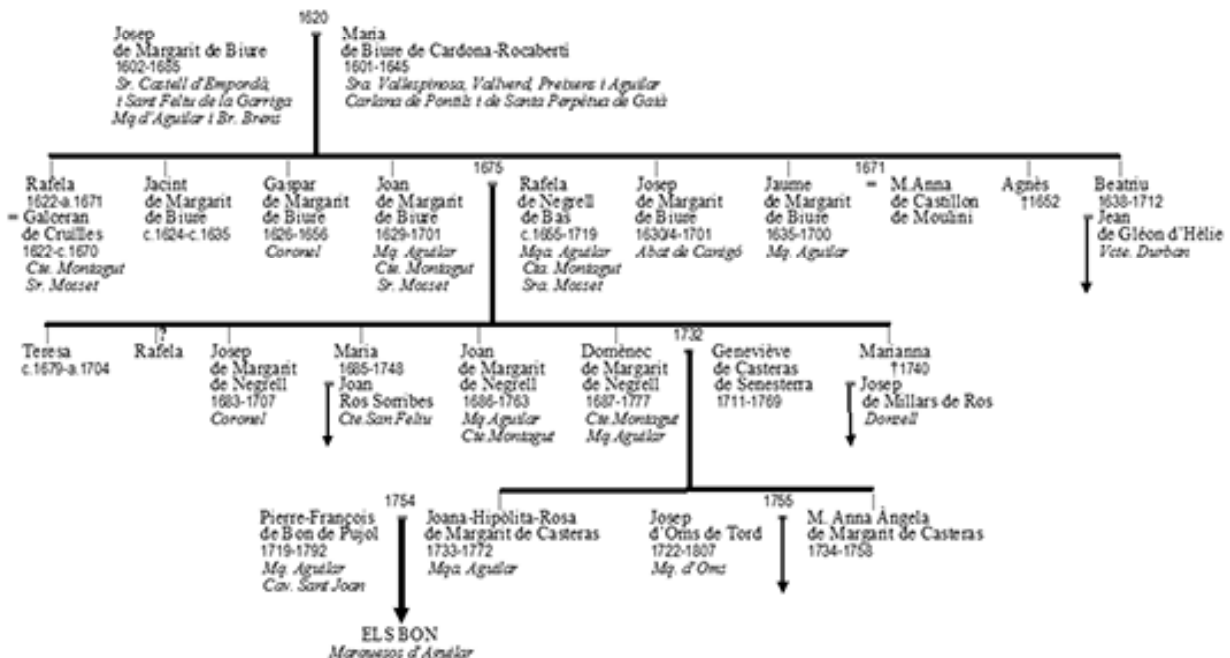 1620
Josep
de Margarit de Biure
1602-1685
Sr. Castell d'Empordà,
i Sant Feliu de la Garriga
Mq d'Aguilar i Br. Brens
Maria
de Biure de Cardona-Rocabertí
1601-1645
Sra. Vallespinosa, Vallverd, Preixens i Aguilar
Carlana de Pontils i de Santa Perpètua de Gaià
Rafela
1622-a.1671
= Galceran
de Cruïlles
1622-c.1670
Cte. Montagut
Sr. Mosset
Jacint
de Margarit
de Biure
c.1624-c.1635
Gaspar
de Margarit
de Biure
1626-1656
Coronel
Joan
de Margarit
de Biure
1629-1701
Mq. Aguilar
Cte. Montagut
Sr. Mosset
1675
Rafela
de Negrell
de Bas
c.1655-1719
Mqa. Aguilar
Cta. Montagut
Sra. Mosset
Josep
de Margarit
de Biure
1630/4-1701
Abat de Canigó
Jaume
de Margarit
de Biure
1635-1700
Mq. Aguilar
1671
=
M.Anna
de Castillon
de Moulini
Agnès
†1652
Beatriu
1638-1712
Jean
de Gléon d'Hèlie
Vcte. Durban
Teresa
c.1679-a.1704
?
Rafela
Josep
de Margarit
de Negrell
1683-1707
Coronel
Maria
1685-1748
Joan
Ros Sorribes
Cte.San Feliu
Joan
de Margarit
de Negrell
1686-1763
Mq.Aguilar
Cte.Montagut
Domènec
de Margarit
de Negrell
1687-1777
Cte.Montagut
Mq.Aguilar
1732
Geneviève
de Casteras
de Senesterra
1711-1769
Marianna
†1740
Josep
de Millars de Ros
Donzell
Pierre-François
de Bon de Pujol
1719-1792
Mq. Aguilar
Cav. Sant Joan
1754
Joana-Hipòlita-Rosa
de Margarit de Casteras
1733-1772
Mqa. Aguilar
Josep
d'Oms de Tord
1722-1807
Mq. d'Oms
1755
M. Anna Àngela
de Margarit de Casteras
1734-1758
ELS BON
Marquesos d'Aguilar